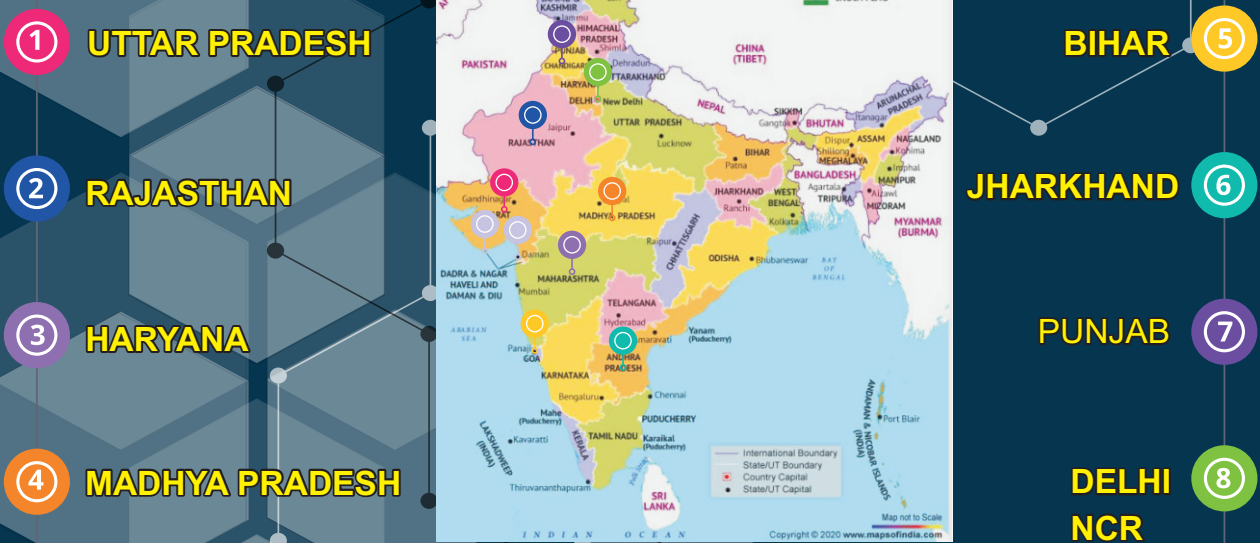 1 UTTAR PRADESH
2 RAJASTHAN
3 HARYANA
4 MADHYA PRADESH
KASHMIR
Jammu
HIMACHAL
PRADESH
Shimla
PUNJAB
CHANDIGARH
Dehradun
UTTARAKHAND
HARYANA
DELHI
New Delhi
PAKISTAN
CHINA
(TIBET)
NEPAL
UTTAR PRADESH
Lucknow
Jaipur
RAJASTHAN
SIKKIM
Gangtok
BHUTAN
ARUNACHAL
PRADESH
Itanagar
ASSAM
Dispur
Shillong
MEGHALAYA
NAGALAND
Kohima
Imphal
MANIPUR
BANGLADESH
Agartala
TRIPURA
Aizawl
MIZORAM
MYANMAR
(BURMA)
BIHAR
Patna
JHARKHAND
Ranchi
WEST
BENGAL
Kolkata
Gandhinagar
RAT
MADHYA PRADESH
Raipur
CHHATTISGARH
ODISHA
Bhubaneswar
BAY
OF
BENGAL
Daman
DADRA & NAGAR
HAVELI AND
DAMAN & DIU
MAHARASHTRA
Mumbai
ARABIAN
SEA
TELANGANA
Hyderabad
Yanam
(Puducherry)
maravati
ANDHRA
PRADESH
Panaji
GOA
KARNATAKA
Bengaluru
Chennai
Mahe
(Puducherry)
PUDUCHERRY
TAMIL NADU
Karaikal
(Puducherry)
KERALA
LAKSHADWEEP
(INDIA)
Kavaratti
Thiruvananthapuram
SRI
LANKA
ANDAMAN & NICOBAR ISLANDS
(INDIA)
Port Blair
International Boundary
State/UT Boundary
Country Capital
State/UT Capital
Map not to Scale
INDIAN OCEAN
Copyright © 2020 www.mapsofindia.com
BIHAR 5
JHARKHAND 6
PUNJAB 7
DELHI 8
NCR